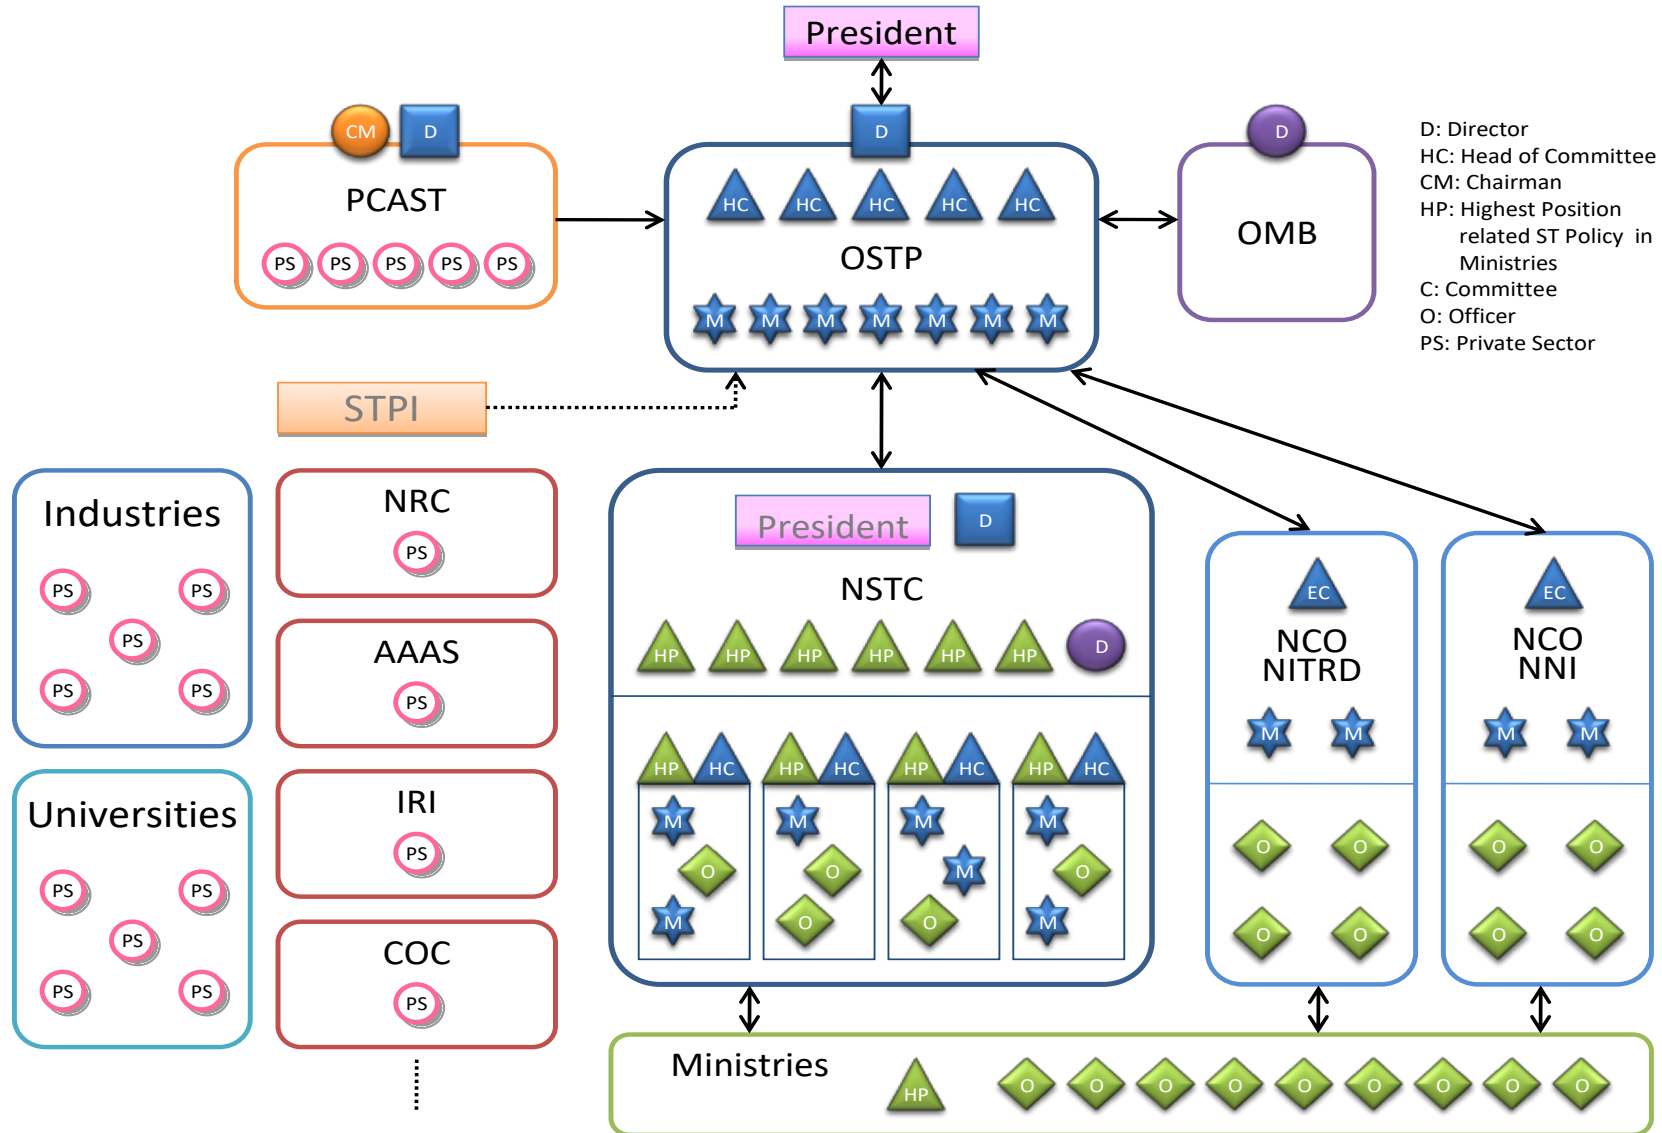 President
CM
D
D
D
D: Director
HC: Head of Committee
CM: Chairman
HP: Highest Position
related ST Policy in
Ministries
C: Committee
O: Officer
PS: Private Sector
PCAST
PS PS PS PS PS
HC HC HC HC HC
OSTP
M M M M M M M
OMB
STPI
Industries
PS PS
PS
PS PS
Universities
PS PS
PS
PS PS
NRC
PS
AAAS
PS
IRI
PS
COC
PS
President
D
NSTC
HP HP HP HP HP HP D
HP HC HP HC HP HC HP HC
M M M M
O O M O
M O O M
EC
NCO
NITRD
M M
O O
O O
EC
NCO
NNI
M M
O O
O O
Ministries
HP
O O O O O O O O O